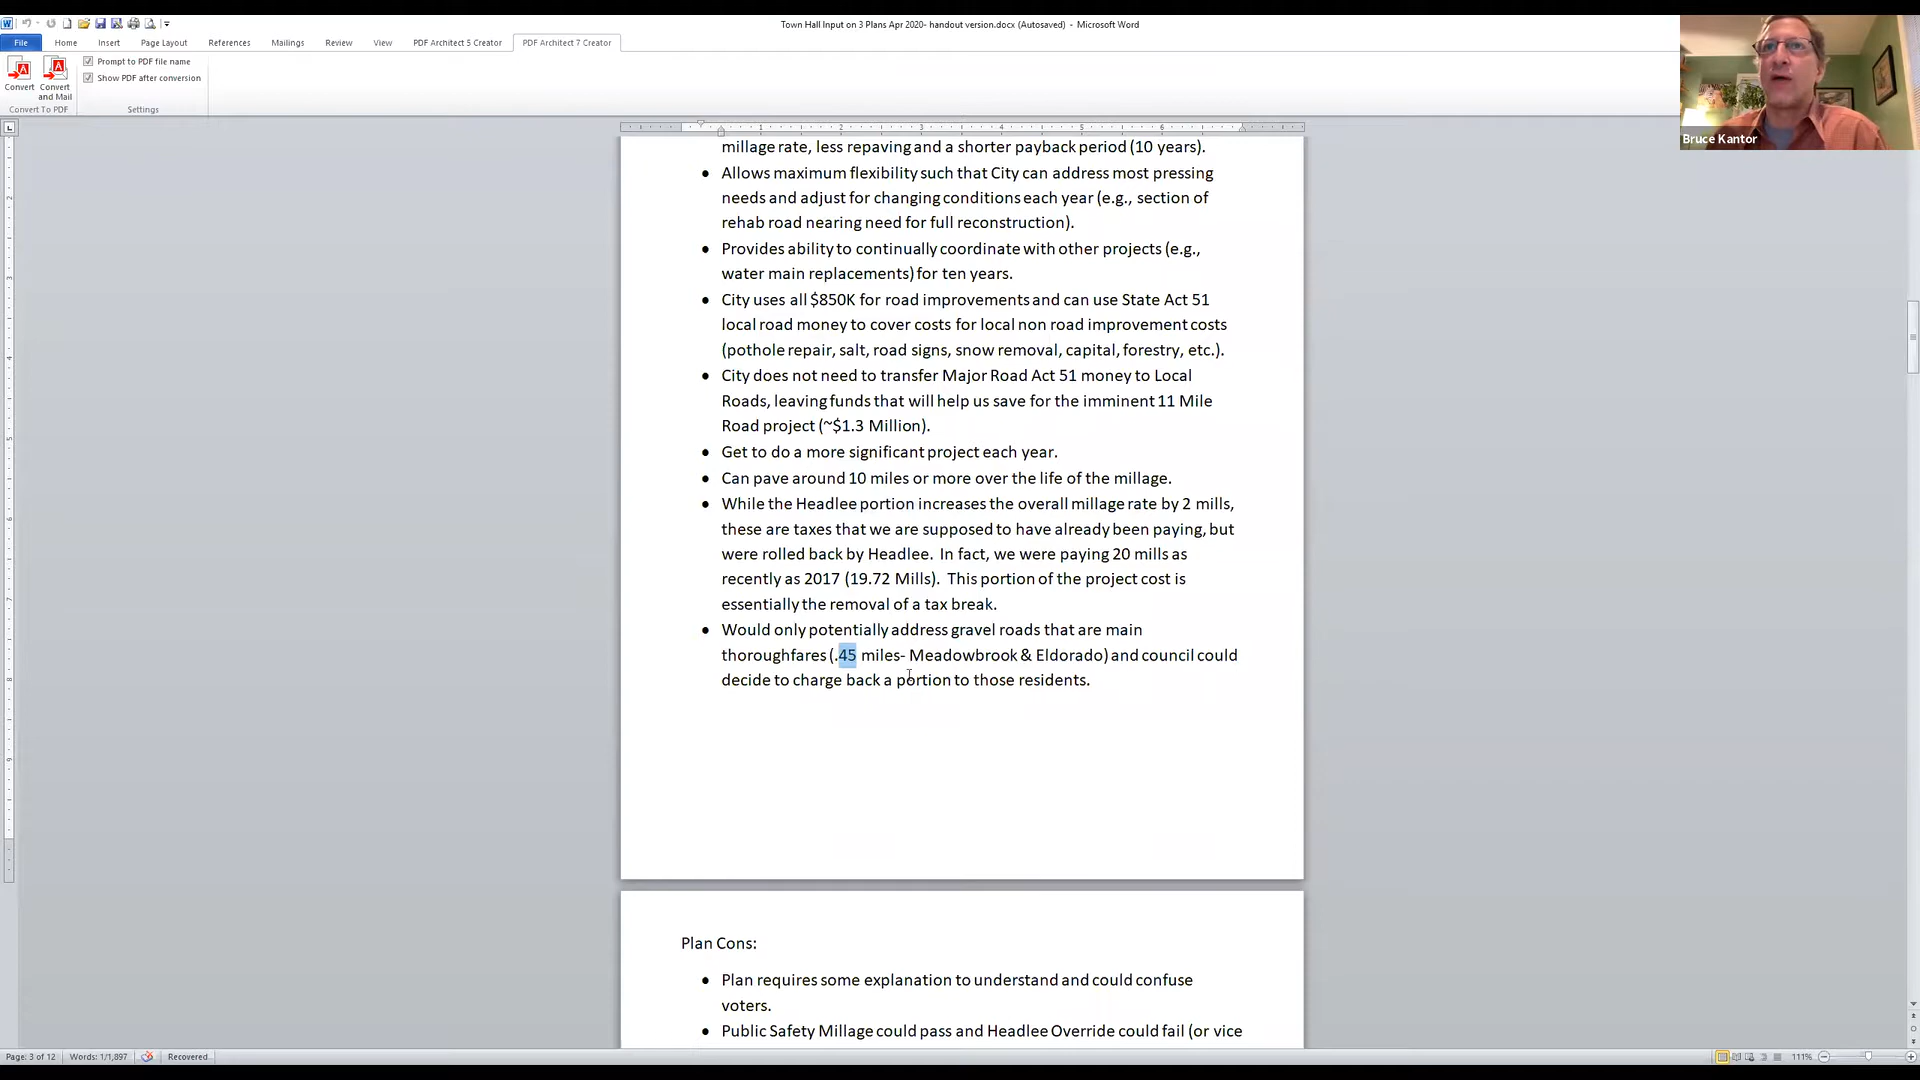 Town Hall Input on 3 Plans Apr 2020- handout version.docx (Autosaved) - Microsoft Word
File Home Insert Page Layout References Mailings Review View PDF Architect 5 Creator PDF Architect 7 Creator
Convert
Convert and Mail
Prompt to PDF file name
Show PDF after conversion
Convert To PDF Settings
Bruce Kantor
1 2 3 4 5 6
millage rate, less repaving and a shorter payback period (10 years).
• Allows maximum flexibility such that City can address most pressing
needs and adjust for changing conditions each year (e.g., section of
rehab road nearing need for full reconstruction).
• Provides ability to continually coordinate with other projects (e.g.,
water main replacements) for ten years.
• City uses all $850K for road improvements and can use State Act 51
local road money to cover costs for local non road improvement costs
(pothole repair, salt, road signs, snow removal, capital, forestry, etc.).
• City does not need to transfer Major Road Act 51 money to Local
Roads, leaving funds that will help us save for the imminent 11 Mile
Road project (~$1.3 Million).
• Get to do a more significant project each year.
• Can pave around 10 miles or more over the life of the millage.
• While the Headlee portion increases the overall millage rate by 2 mills,
these are taxes that we are supposed to have already been paying, but
were rolled back by Headlee.  In fact, we were paying 20 mills as
recently as 2017 (19.72 Mills).  This portion of the project cost is
essentially the removal of a tax break.
• Would only potentially address gravel roads that are main
thoroughfares (.45 miles- Meadowbrook & Eldorado) and council could
decide to charge back a portion to those residents.
Plan Cons:
• Plan requires some explanation to understand and could confuse
voters.
• Public Safety Millage could pass and Headlee Override could fail (or vice
Page: 3 of 12 Words: 1/1,897 Recovered 111%